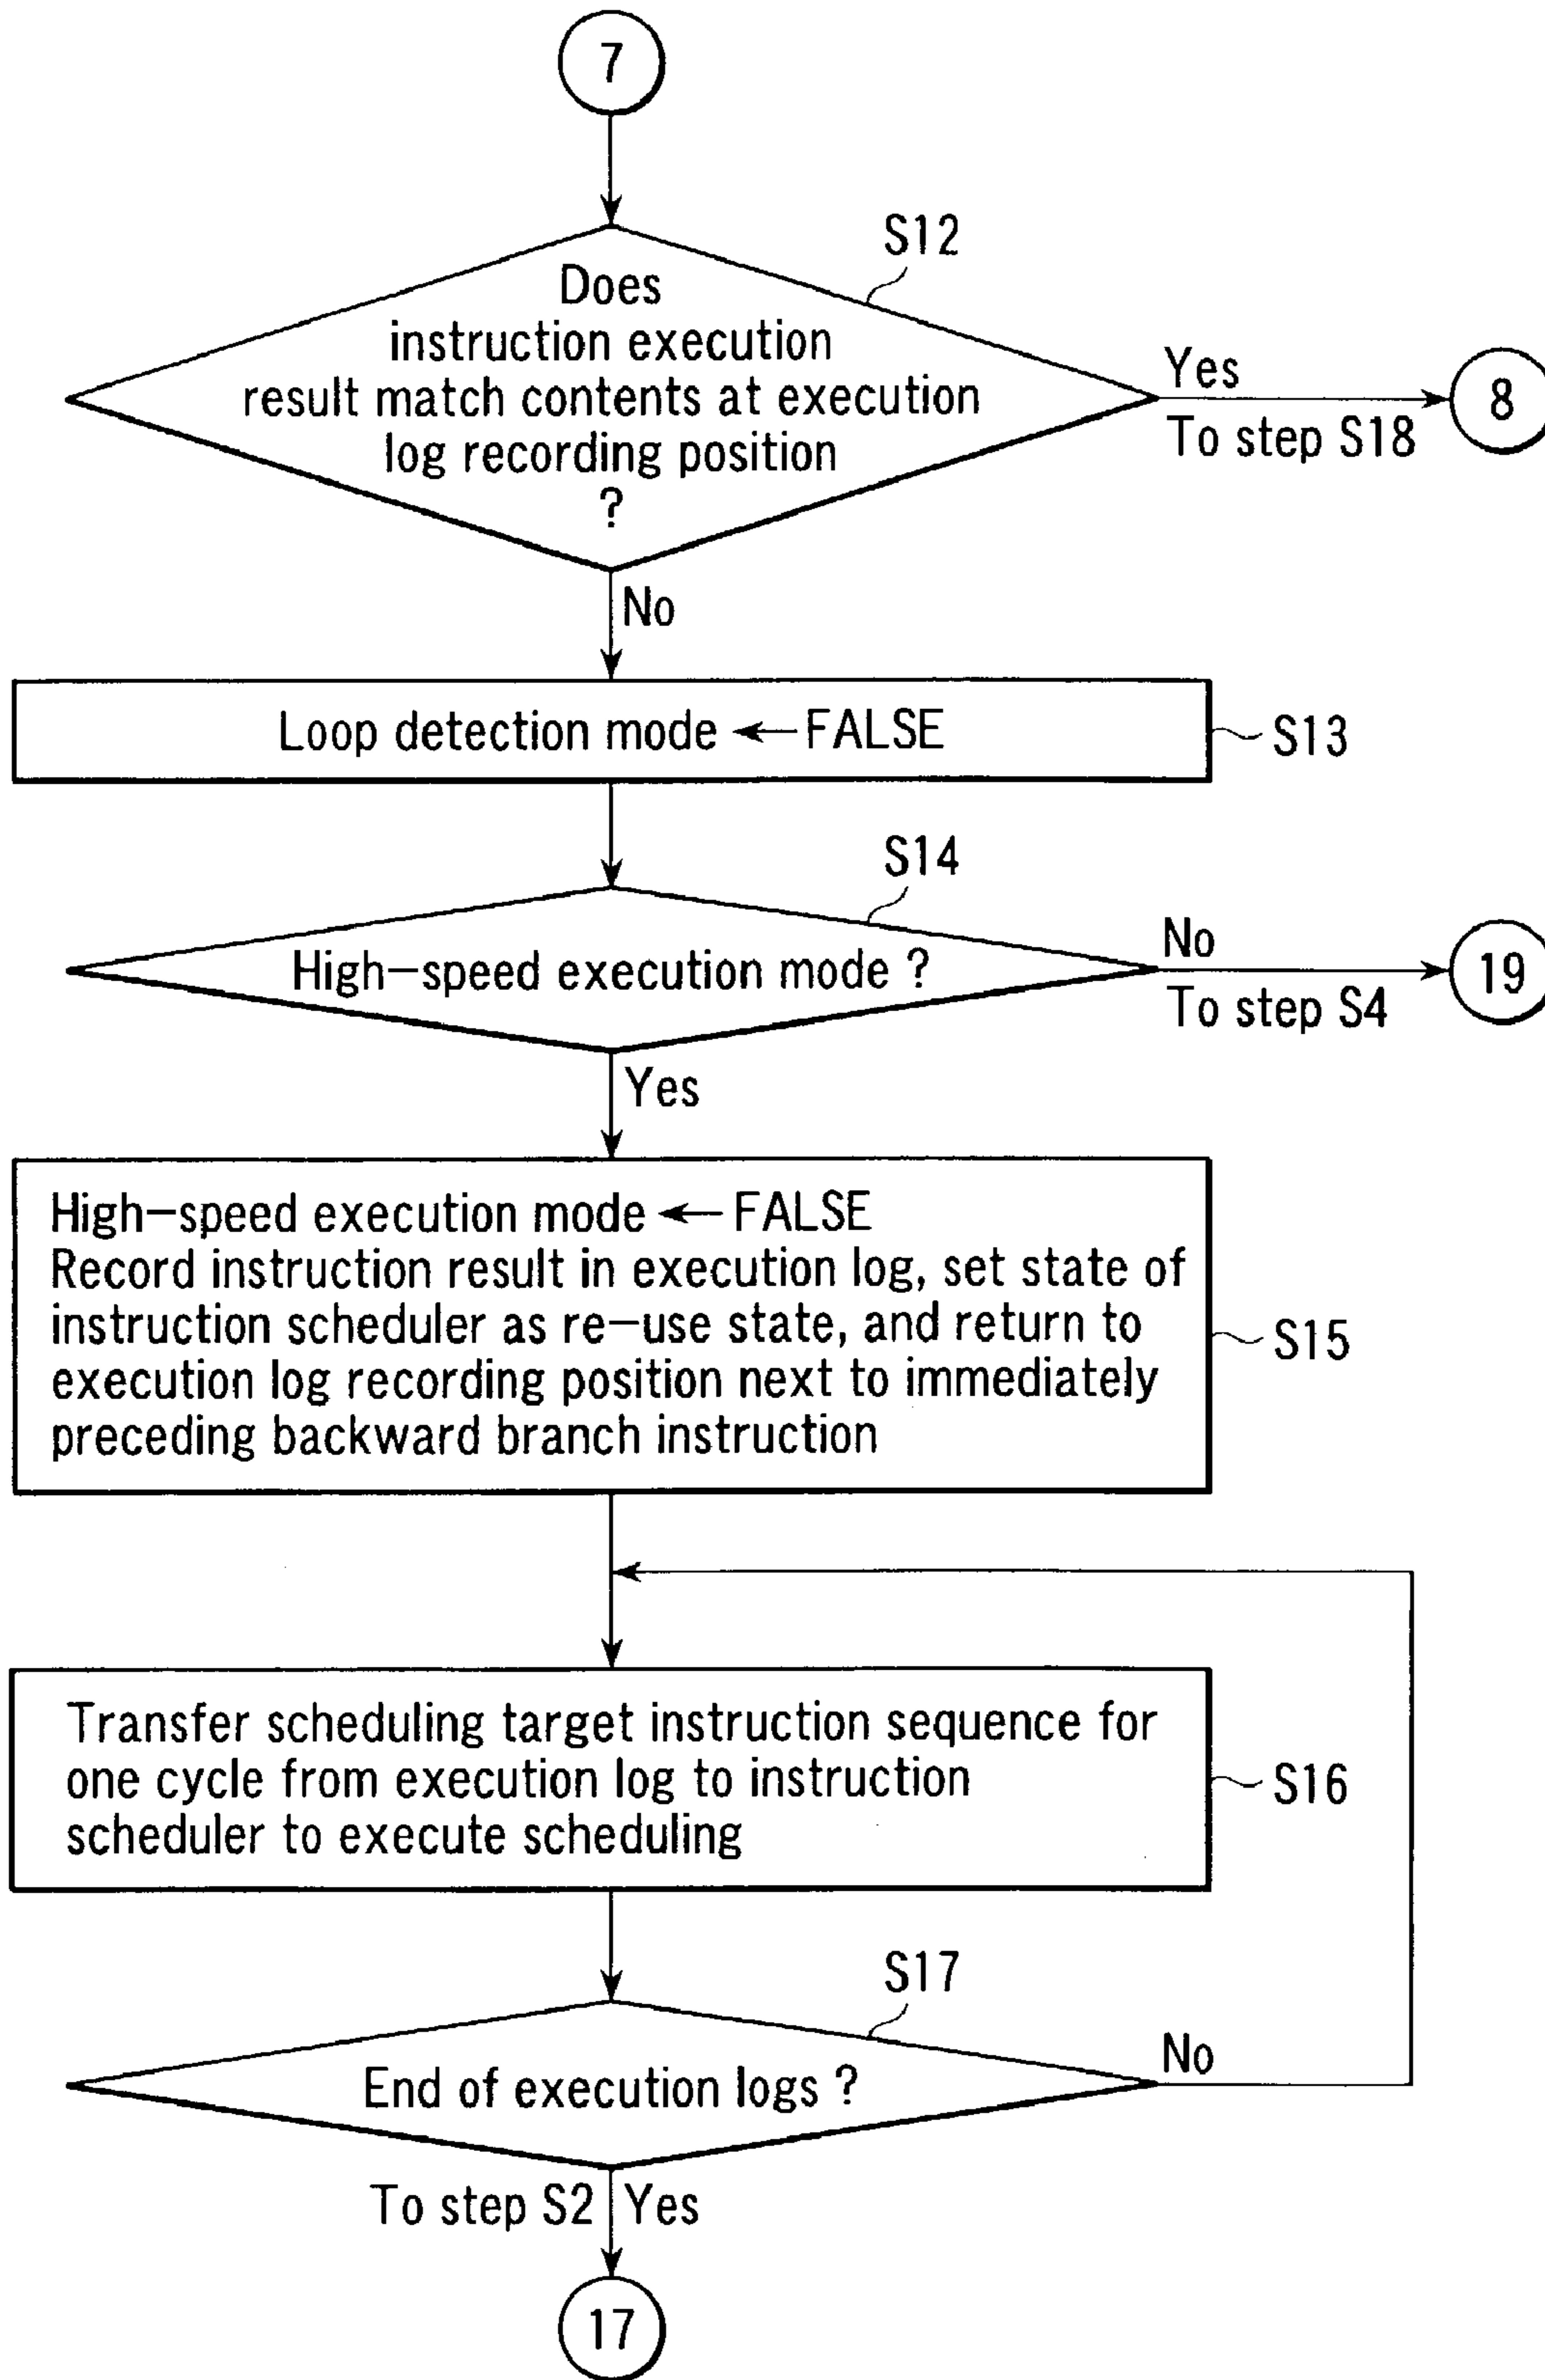 7
S12
Does
instruction execution
result match contents at execution
log recording position
?
Yes
To step S18
8
No
Loop detection mode ← FALSE
S13
S14
High-speed execution mode ?
No
To step S4
19
Yes
High-speed execution mode ← FALSE
Record instruction result in execution log, set state of
instruction scheduler as re-use state, and return to
execution log recording position next to immediately
preceding backward branch instruction
S15
Transfer scheduling target instruction sequence for
one cycle from execution log to instruction
scheduler to execute scheduling
S16
S17
End of execution logs ?
No
To step S2
Yes
17